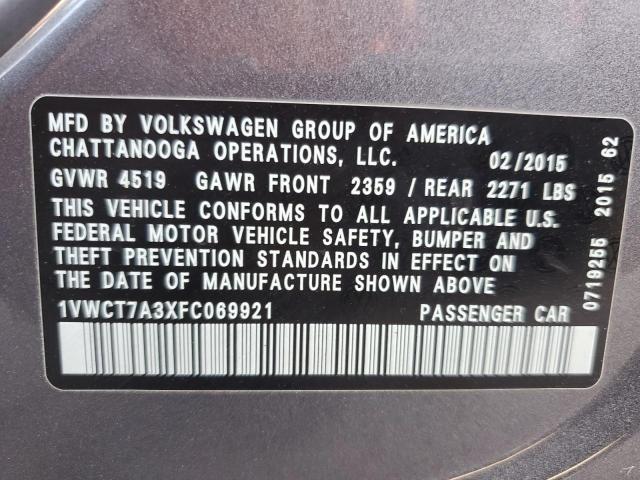 MFD BY VOLKSWAGEN GROUP OF AMERICA
CHATTANOOGA OPERATIONS, LLC. 02/2015
GVWR 4519 GAWR FRONT 2359 / REAR 2271 LBS
THIS VEHICLE CONFORMS TO ALL APPLICABLE U.S.
FEDERAL MOTOR VEHICLE SAFETY, BUMPER AND
THEFT PREVENTION STANDARDS IN EFFECT ON
THE DATE OF MANUFACTURE SHOWN ABOVE
1VWCT7A3XFC069921 PASSENGER CAR
0719255 2015 62